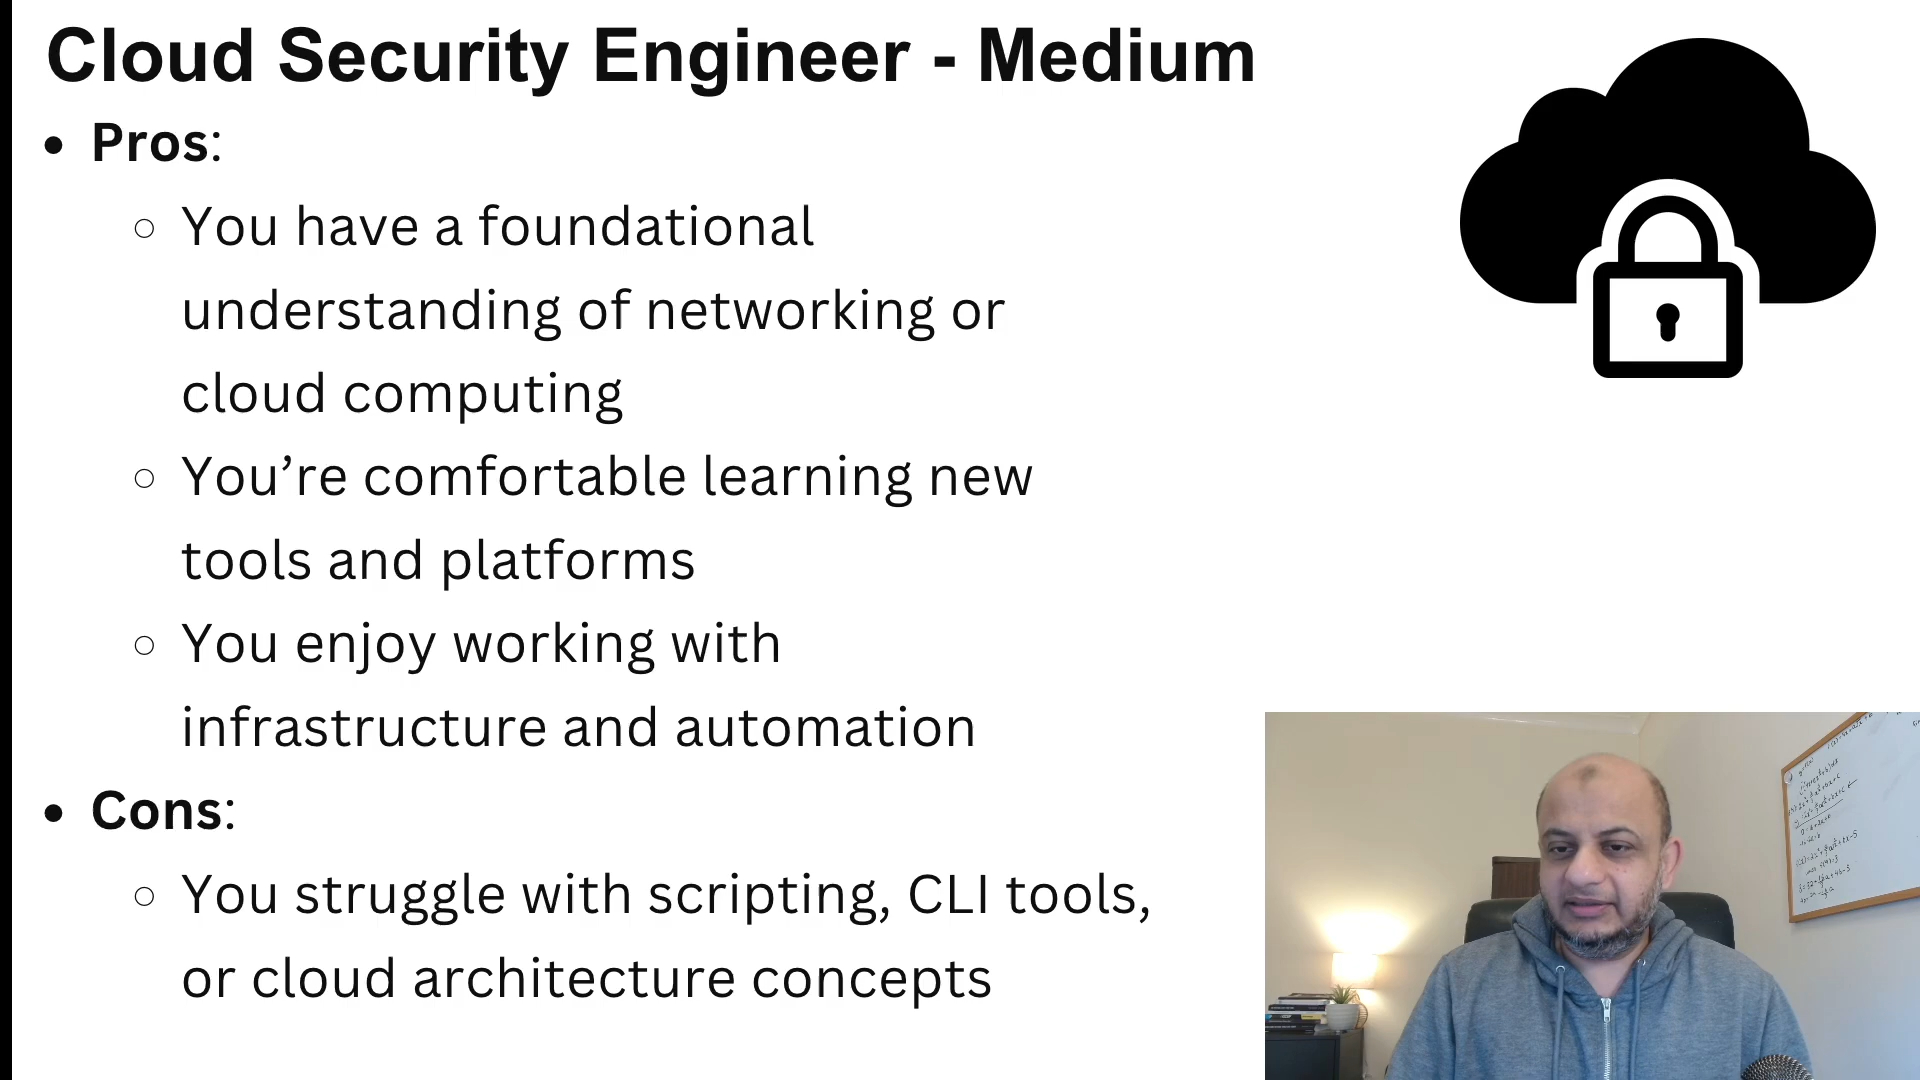 Cloud Security Engineer - Medium
• Pros:
○ You have a foundational
understanding of networking or
cloud computing
○ You’re comfortable learning new
tools and platforms
○ You enjoy working with
infrastructure and automation
• Cons:
○ You struggle with scripting, CLI tools,
or cloud architecture concepts